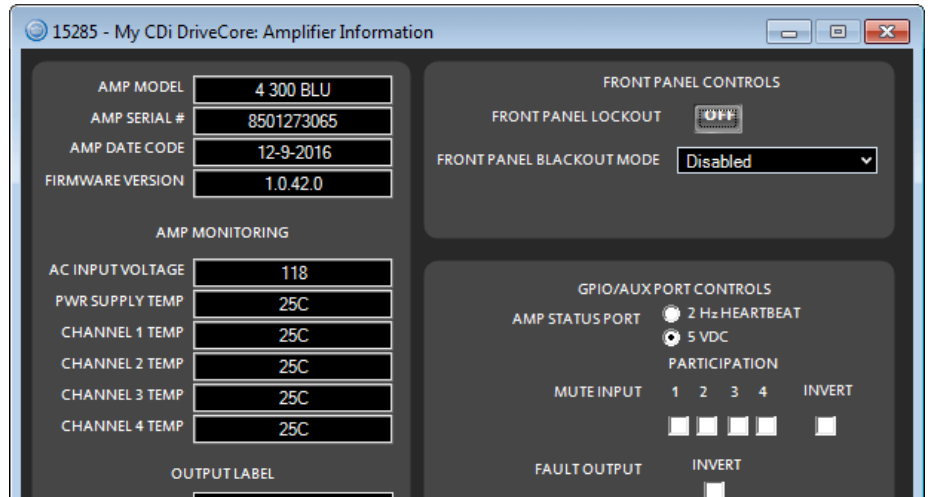 15285 - My CDi DriveCore: Amplifier Information
AMP MODEL 4 300 BLU
AMP SERIAL # 8501273065
AMP DATE CODE 12-9-2016
FIRMWARE VERSION 1.0.42.0
AMP MONITORING
AC INPUT VOLTAGE 118
PWR SUPPLY TEMP 25C
CHANNEL 1 TEMP 25C
CHANNEL 2 TEMP 25C
CHANNEL 3 TEMP 25C
CHANNEL 4 TEMP 25C
OUTPUT LABEL
FRONT PANEL CONTROLS
FRONT PANEL LOCKOUT OFF
FRONT PANEL BLACKOUT MODE Disabled
GPIO/AUX PORT CONTROLS
AMP STATUS PORT 2 Hz HEARTBEAT
5 VDC
PARTICIPATION
MUTE INPUT 1 2 3 4 INVERT
FAULT OUTPUT INVERT